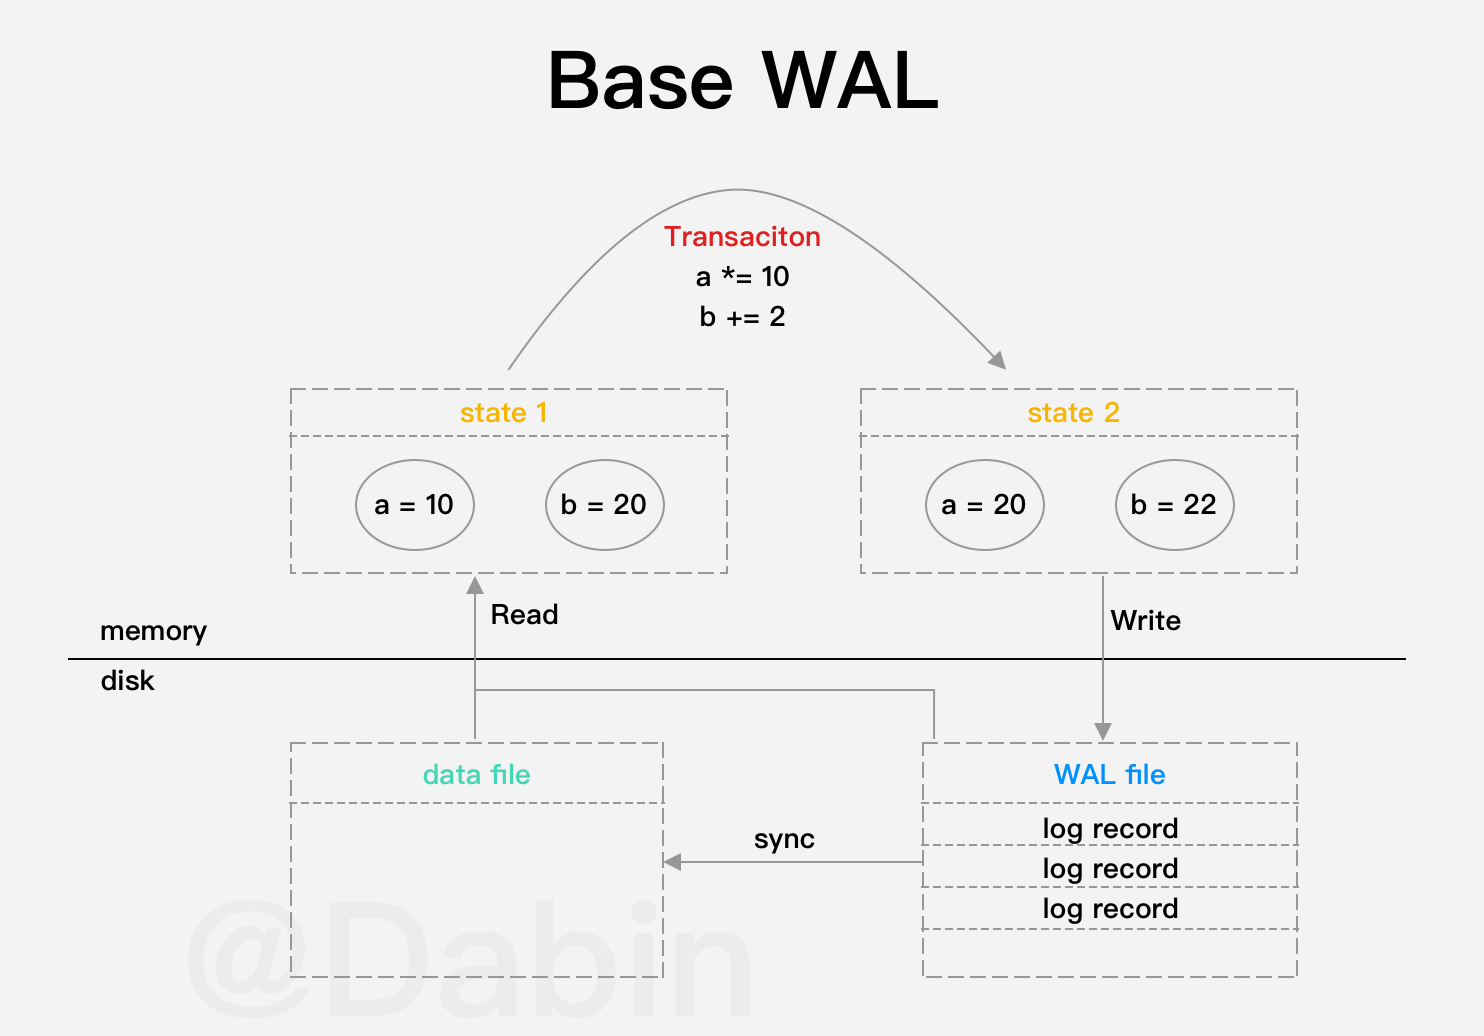 Base WAL
Transaciton
a *= 10
b += 2
state 1
state 2
a = 10
b = 20
a = 20
b = 22
Read
Write
memory
disk
data file
WAL file
log record
sync
log record
log record
@Dabin